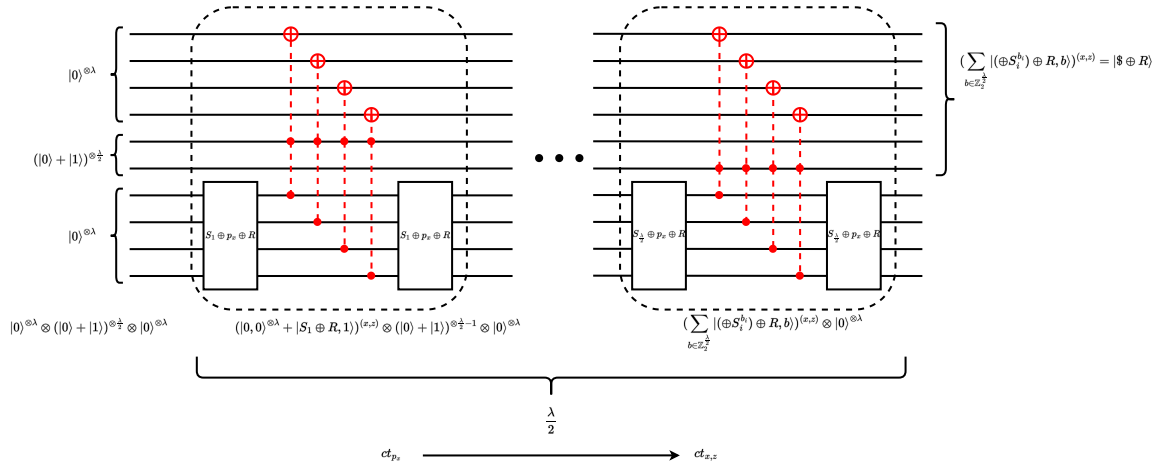 |0⟩^{⊗λ}
(∑_{b∈ℤ_2^{λ/2}} |(⊕S_i^{b_i}) ⊕ R, b⟩)^{(x,z)} = |$ ⊕ R⟩
(|0⟩ + |1⟩)^{⊗λ/2}
|0⟩^{⊗λ}
S_1 ⊕ p_x ⊕ R
S_1 ⊕ p_x ⊕ R
S_{λ/2} ⊕ p_x ⊕ R
S_{λ/2} ⊕ p_x ⊕ R
|0⟩^{⊗λ} ⊗ (|0⟩ + |1⟩)^{⊗λ/2} ⊗ |0⟩^{⊗λ}
(|0, 0⟩^{⊗λ} + |S_1 ⊕ R, 1⟩)^{(x,z)} ⊗ (|0⟩ + |1⟩)^{⊗λ/2−1} ⊗ |0⟩^{⊗λ}
(∑_{b∈ℤ_2^{λ/2}} |(⊕S_i^{b_i}) ⊕ R, b⟩)^{(x,z)} ⊗ |0⟩^{⊗λ}
λ/2
ct_{p_x} ct_{x,z}